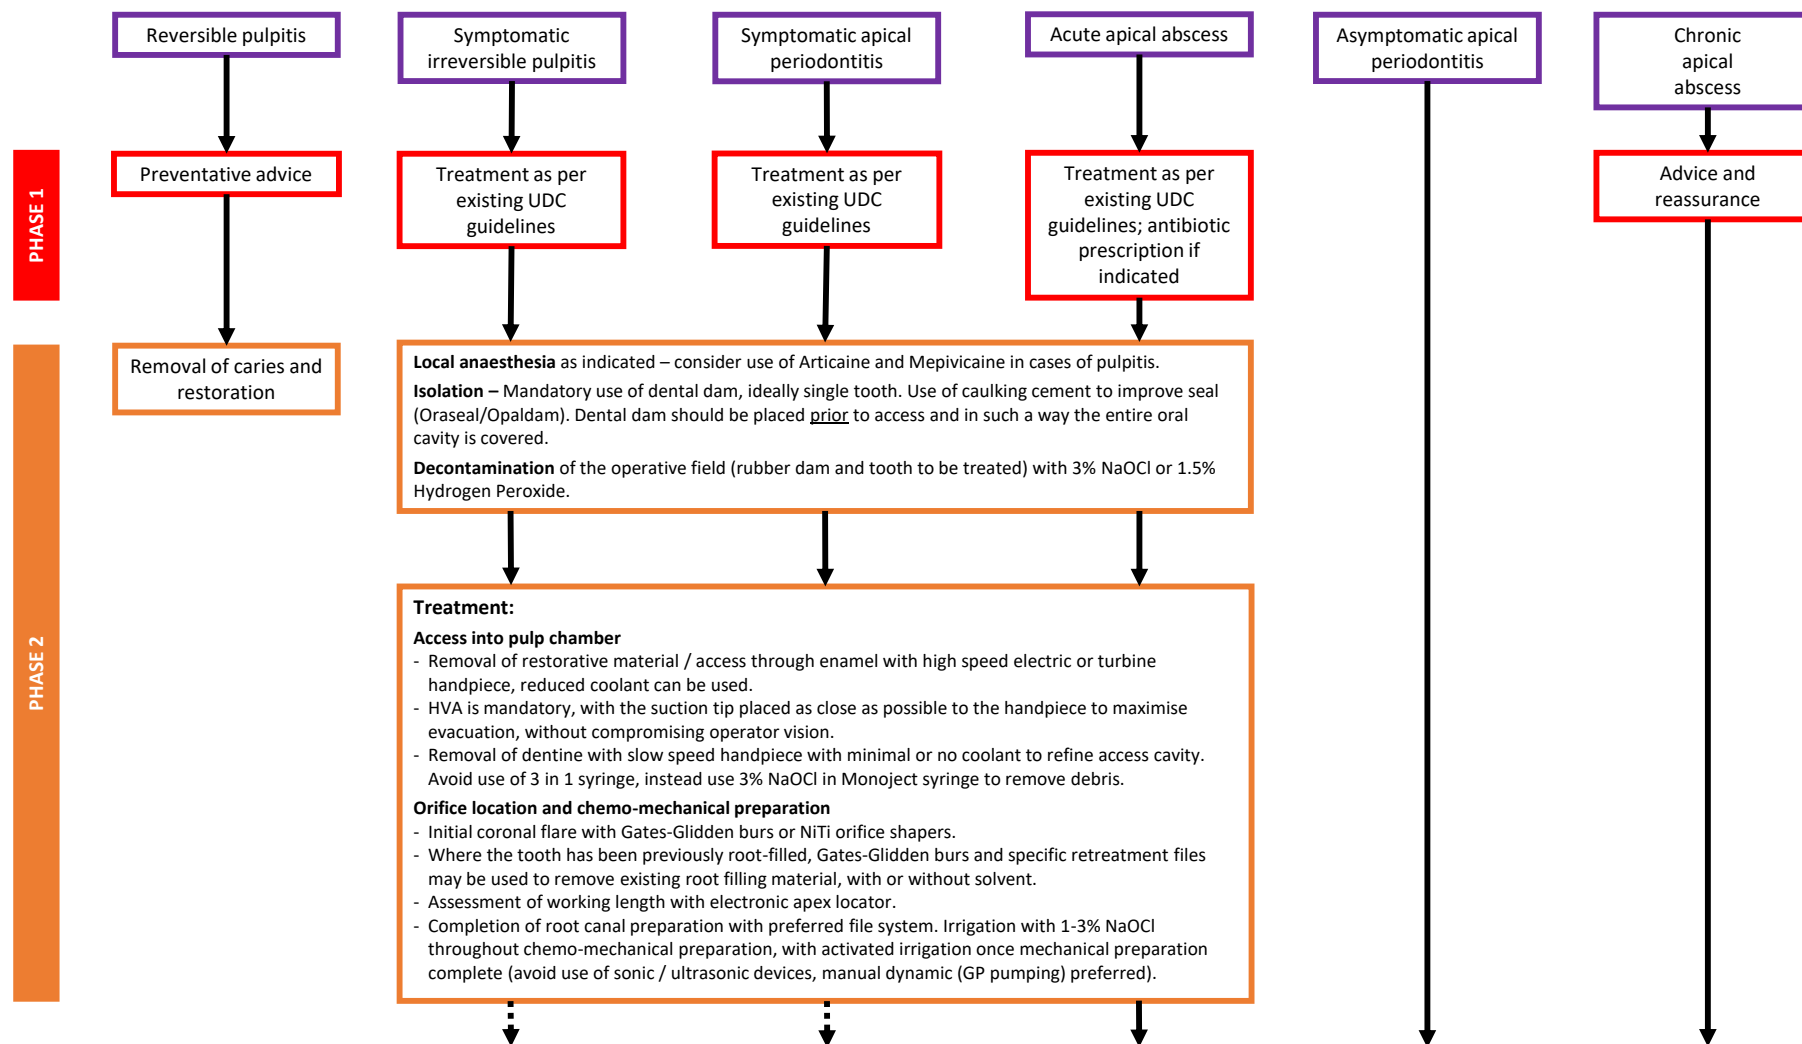 Reversible pulpitis
Symptomatic
irreversible pulpitis
Symptomatic apical
periodontitis
Acute apical abscess
Asymptomatic apical
periodontitis
Chronic
apical
abscess
PHASE 1
Preventative advice
Treatment as per
existing UDC
guidelines
Treatment as per
existing UDC
guidelines
Treatment as per
existing UDC
guidelines; antibiotic
prescription if
indicated
Advice and
reassurance
PHASE 2
Removal of caries and
restoration
Local anaesthesia as indicated – consider use of Articaine and Mepivicaine in cases of pulpitis.
Isolation – Mandatory use of dental dam, ideally single tooth. Use of caulking cement to improve seal
(Oraseal/Opaldam). Dental dam should be placed prior to access and in such a way the entire oral
cavity is covered.
Decontamination of the operative field (rubber dam and tooth to be treated) with 3% NaOCl or 1.5%
Hydrogen Peroxide.
Treatment:
Access into pulp chamber
- Removal of restorative material / access through enamel with high speed electric or turbine
handpiece, reduced coolant can be used.
- HVA is mandatory, with the suction tip placed as close as possible to the handpiece to maximise
evacuation, without compromising operator vision.
- Removal of dentine with slow speed handpiece with minimal or no coolant to refine access cavity.
Avoid use of 3 in 1 syringe, instead use 3% NaOCl in Monoject syringe to remove debris.
Orifice location and chemo-mechanical preparation
- Initial coronal flare with Gates-Glidden burs or NiTi orifice shapers.
- Where the tooth has been previously root-filled, Gates-Glidden burs and specific retreatment files
may be used to remove existing root filling material, with or without solvent.
- Assessment of working length with electronic apex locator.
- Completion of root canal preparation with preferred file system. Irrigation with 1-3% NaOCl
throughout chemo-mechanical preparation, with activated irrigation once mechanical preparation
complete (avoid use of sonic / ultrasonic devices, manual dynamic (GP pumping) preferred).